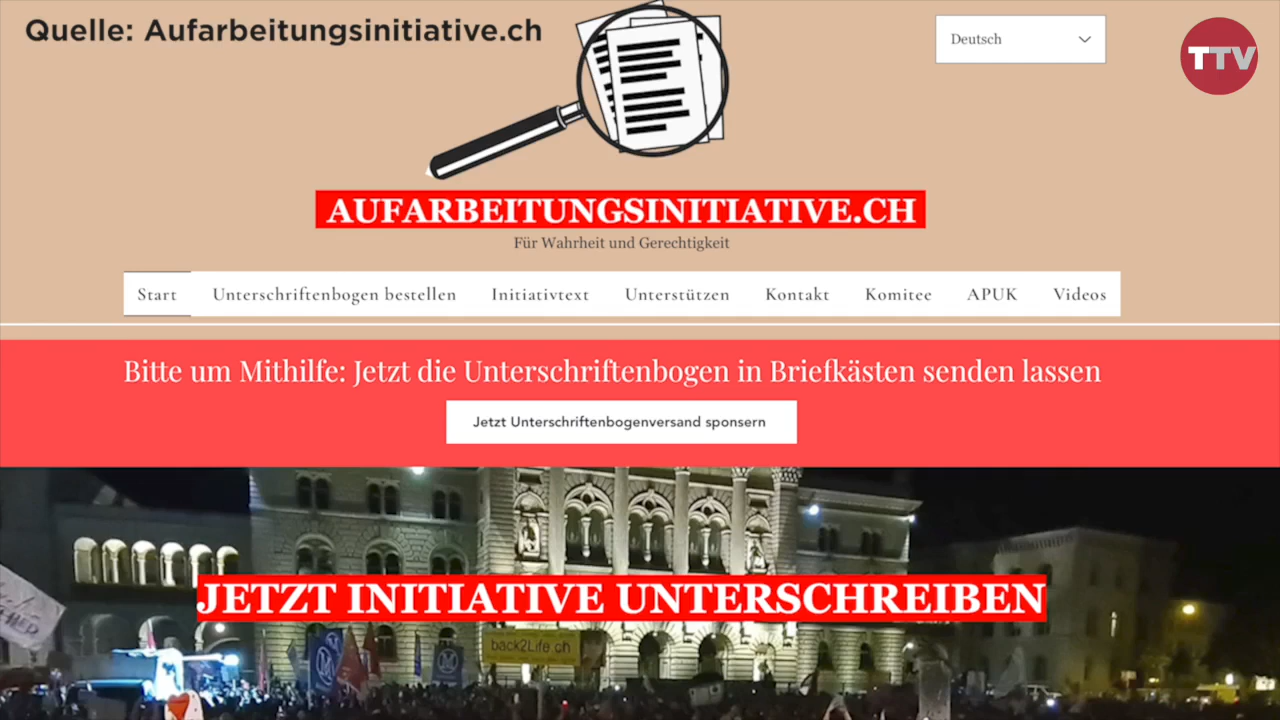 Quelle: Aufarbeitungsinitiative.ch
Deutsch
TTV
AUFARBEITUNGSINITIATIVE.CH
Für Wahrheit und Gerechtigkeit
Start Unterschriftenbogen bestellen Initiativtext Unterstützen Kontakt Komitee APUK Videos
Bitte um Mithilfe: Jetzt die Unterschriftenbogen in Briefkästen senden lassen
Jetzt Unterschriftenbogenversand sponsern
JETZT INITIATIVE UNTERSCHREIBEN
back2Life.ch